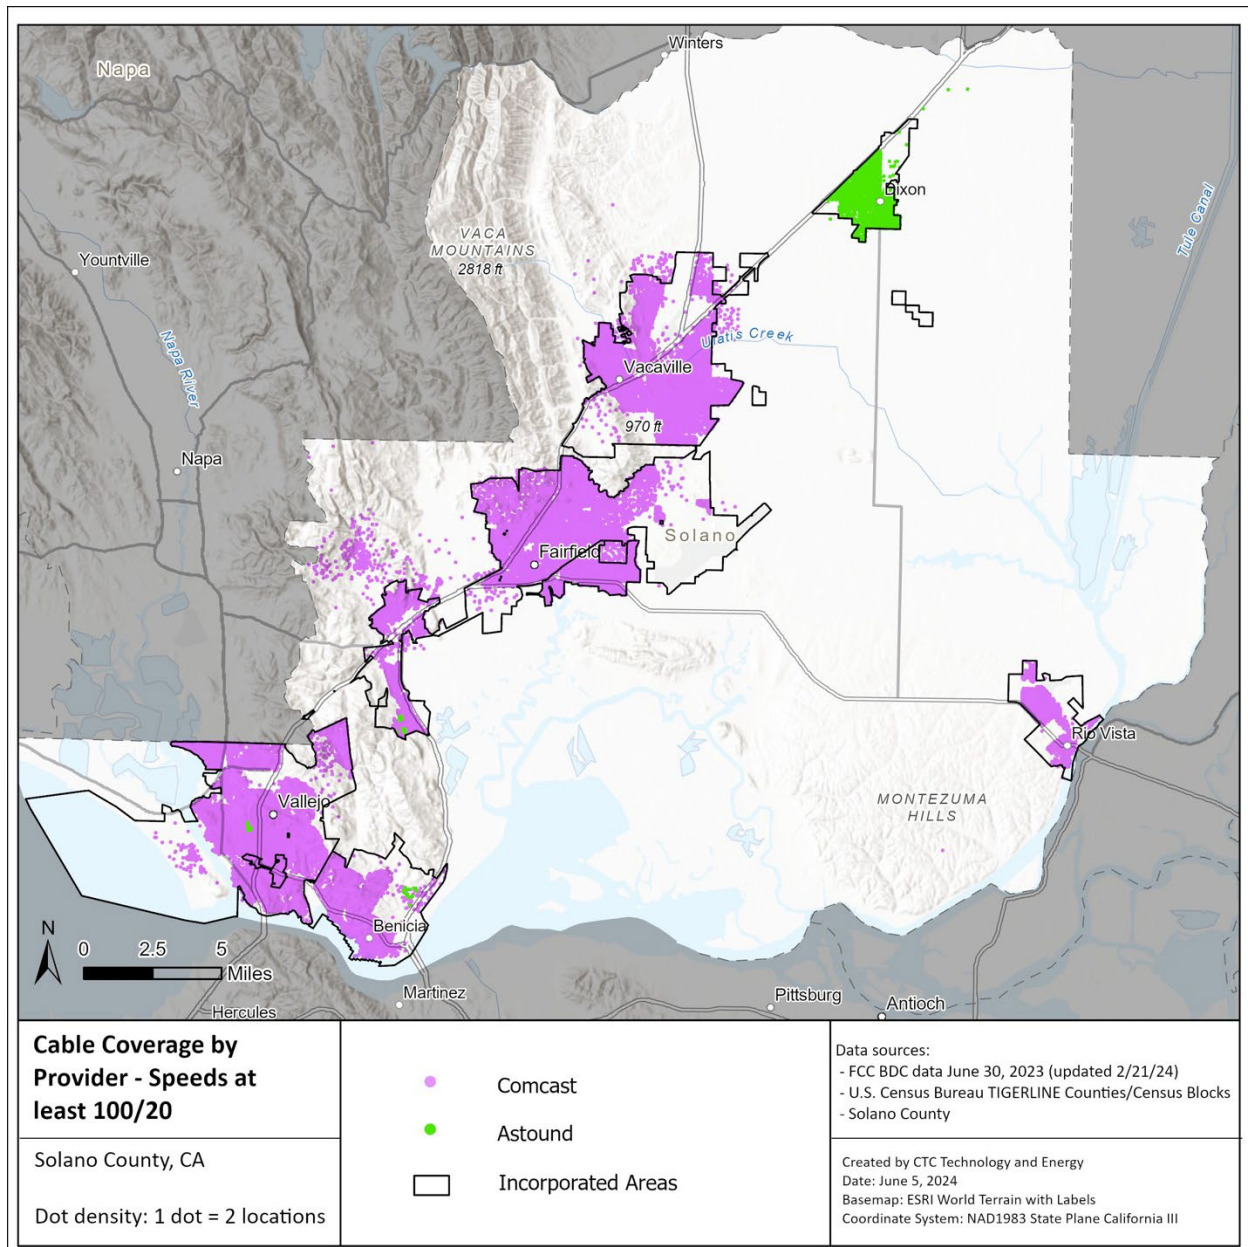 Winters
Napa
Dixon
Tule Canal
VACA
MOUNTAINS
2818 ft
Yountville
Napa River
Ulatis Creek
Vacaville
970 ft
Napa
Solano
Fairfield
Rio Vista
Vallejo
MONTEZUMA
HILLS
Benicia
N
0 2.5 5
Miles
Martinez
Pittsburg
Hercules
Antioch
Cable Coverage by
Provider - Speeds at
least 100/20
Solano County, CA
Dot density: 1 dot = 2 locations
Comcast
Astound
Incorporated Areas
Data sources:
- FCC BDC data June 30, 2023 (updated 2/21/24)
- U.S. Census Bureau TIGERLINE Counties/Census Blocks
- Solano County
Created by CTC Technology and Energy
Date: June 5, 2024
Basemap: ESRI World Terrain with Labels
Coordinate System: NAD1983 State Plane California III